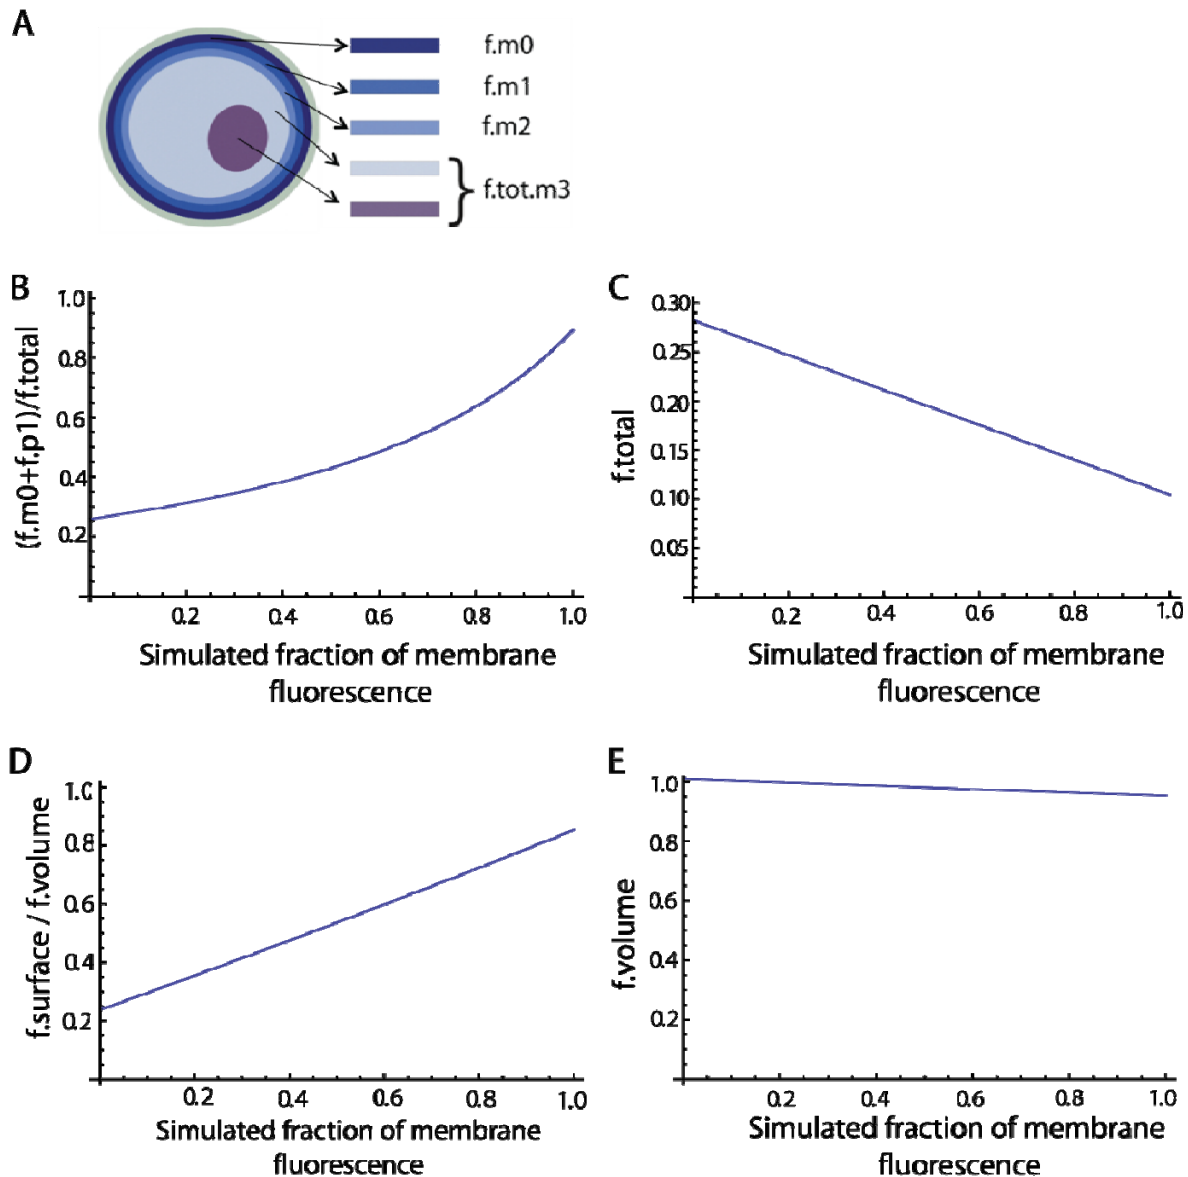 A
f.m0
f.m1
f.m2
f.tot.m3
B
(f.m0+f.p1)/f.total
1.0
0.8
0.6
0.4
0.2
0.2 0.4 0.6 0.8 1.0
Simulated fraction of membrane
fluorescence
C
f.total
0.30
0.25
0.20
0.15
0.10
0.05
0.2 0.4 0.6 0.8 1.0
Simulated fraction of membrane
fluorescence
D
f.surface / f.volume
1.0
0.8
0.6
0.4
0.2
0.2 0.4 0.6 0.8 1.0
Simulated fraction of membrane
fluorescence
E
f.volume
1.0
0.8
0.6
0.4
0.2
0.2 0.4 0.6 0.8 1.0
Simulated fraction of membrane
fluorescence